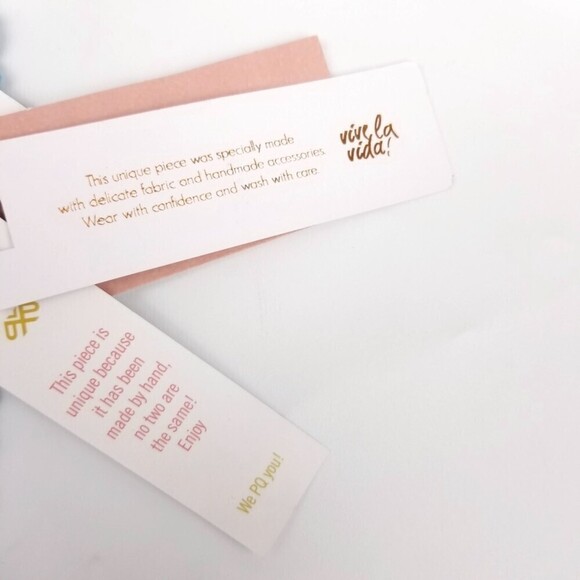 This unique piece was specially made
with delicate fabric and handmade accessories.
Wear with confidence and wash with care.
vive la
vida!
This piece is
unique because
it has been
made by hand,
no two are
the same!
Enjoy
We PQ you!